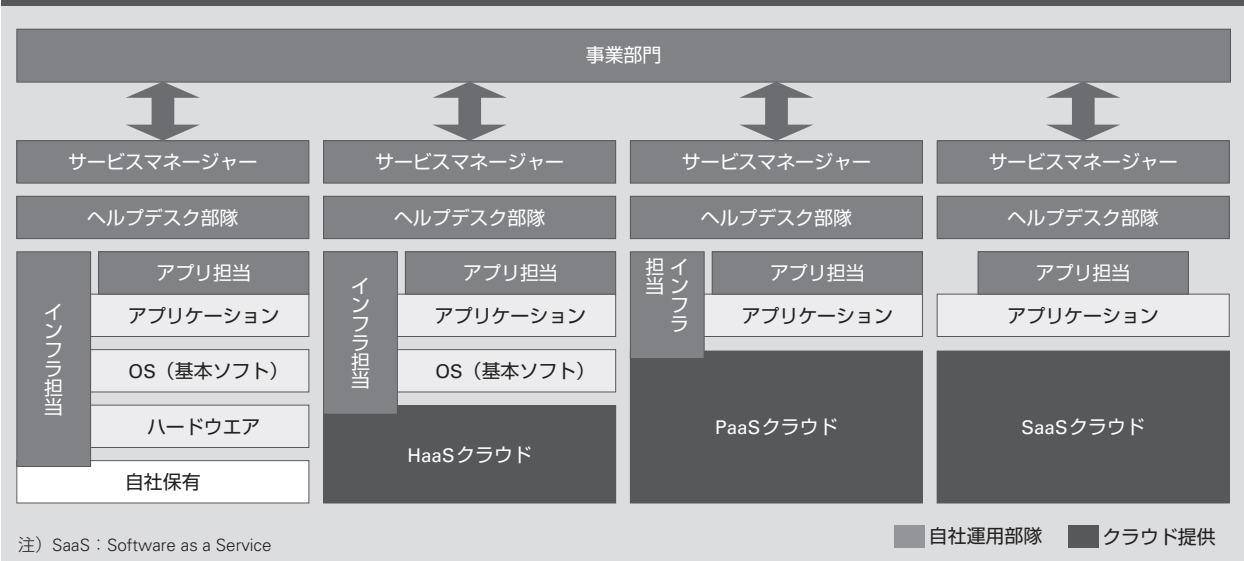 事業部門
サービスマネージャー
サービスマネージャー
サービスマネージャー
サービスマネージャー
ヘルプデスク部隊
ヘルプデスク部隊
ヘルプデスク部隊
ヘルプデスク部隊
インフラ担当
アプリ担当
アプリケーション
OS（基本ソフト）
ハードウエア
自社保有
インフラ担当
アプリ担当
アプリケーション
OS（基本ソフト）
HaaSクラウド
インフラ
担当
アプリ担当
アプリケーション
PaaSクラウド
アプリ担当
アプリケーション
SaaSクラウド
注）SaaS：Software as a Service
自社運用部隊
クラウド提供